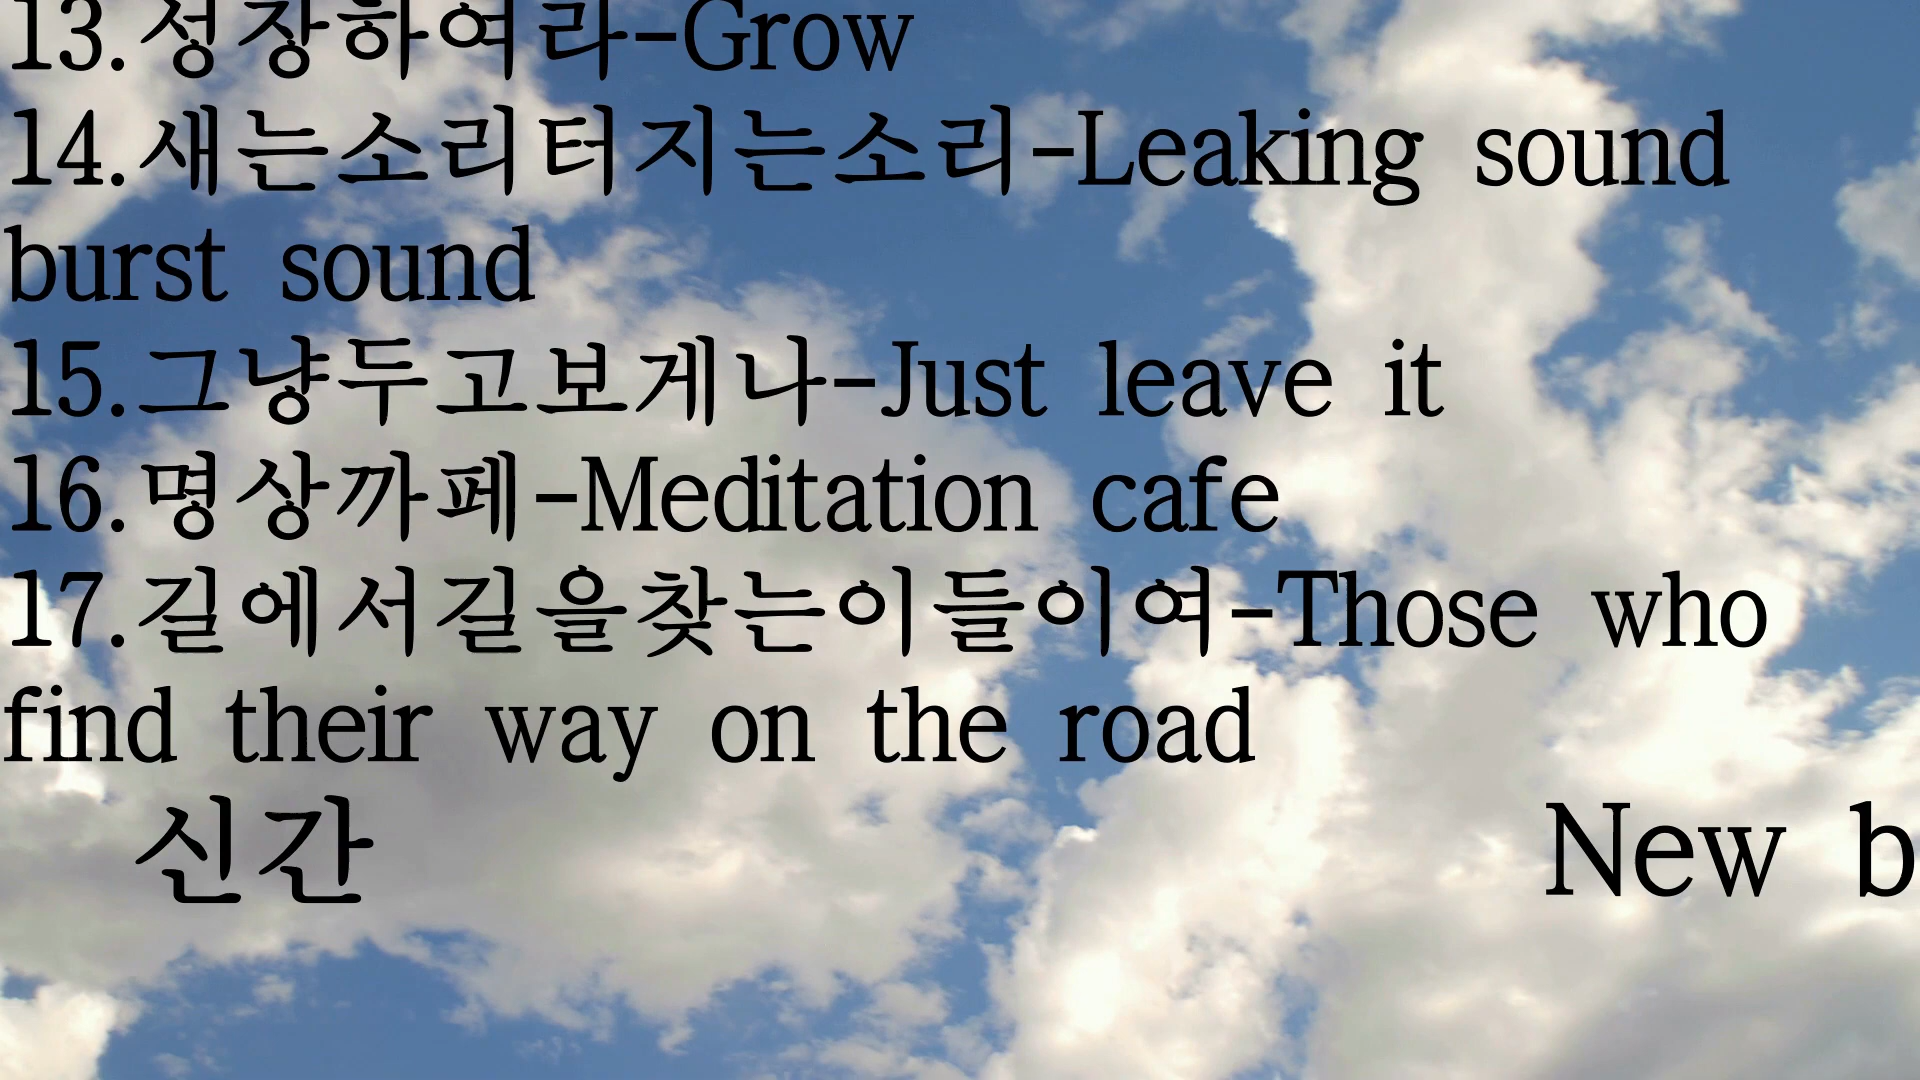 13.성장하여라-Grow
14.새는소리터지는소리-Leaking sound
burst sound
15.그냥두고보게나-Just leave it
16.명상까페-Meditation cafe
17.길에서길을찾는이들이여-Those who
find their way on the road
신간 New b